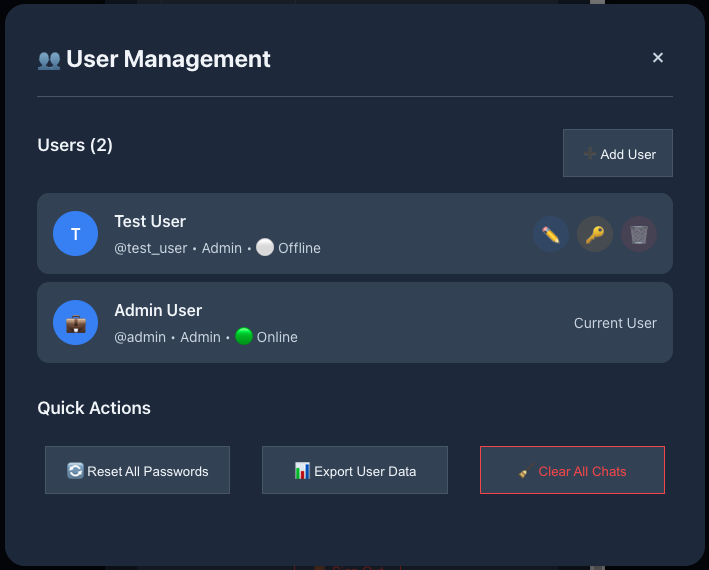 👥 User Management ×
Users (2)
➕ Add User
T
Test User
@test_user • Admin • ⚪ Offline
Admin User
@admin • Admin • 🟢 Online
Current User
Quick Actions
🔄 Reset All Passwords
📊 Export User Data
🧹 Clear All Chats